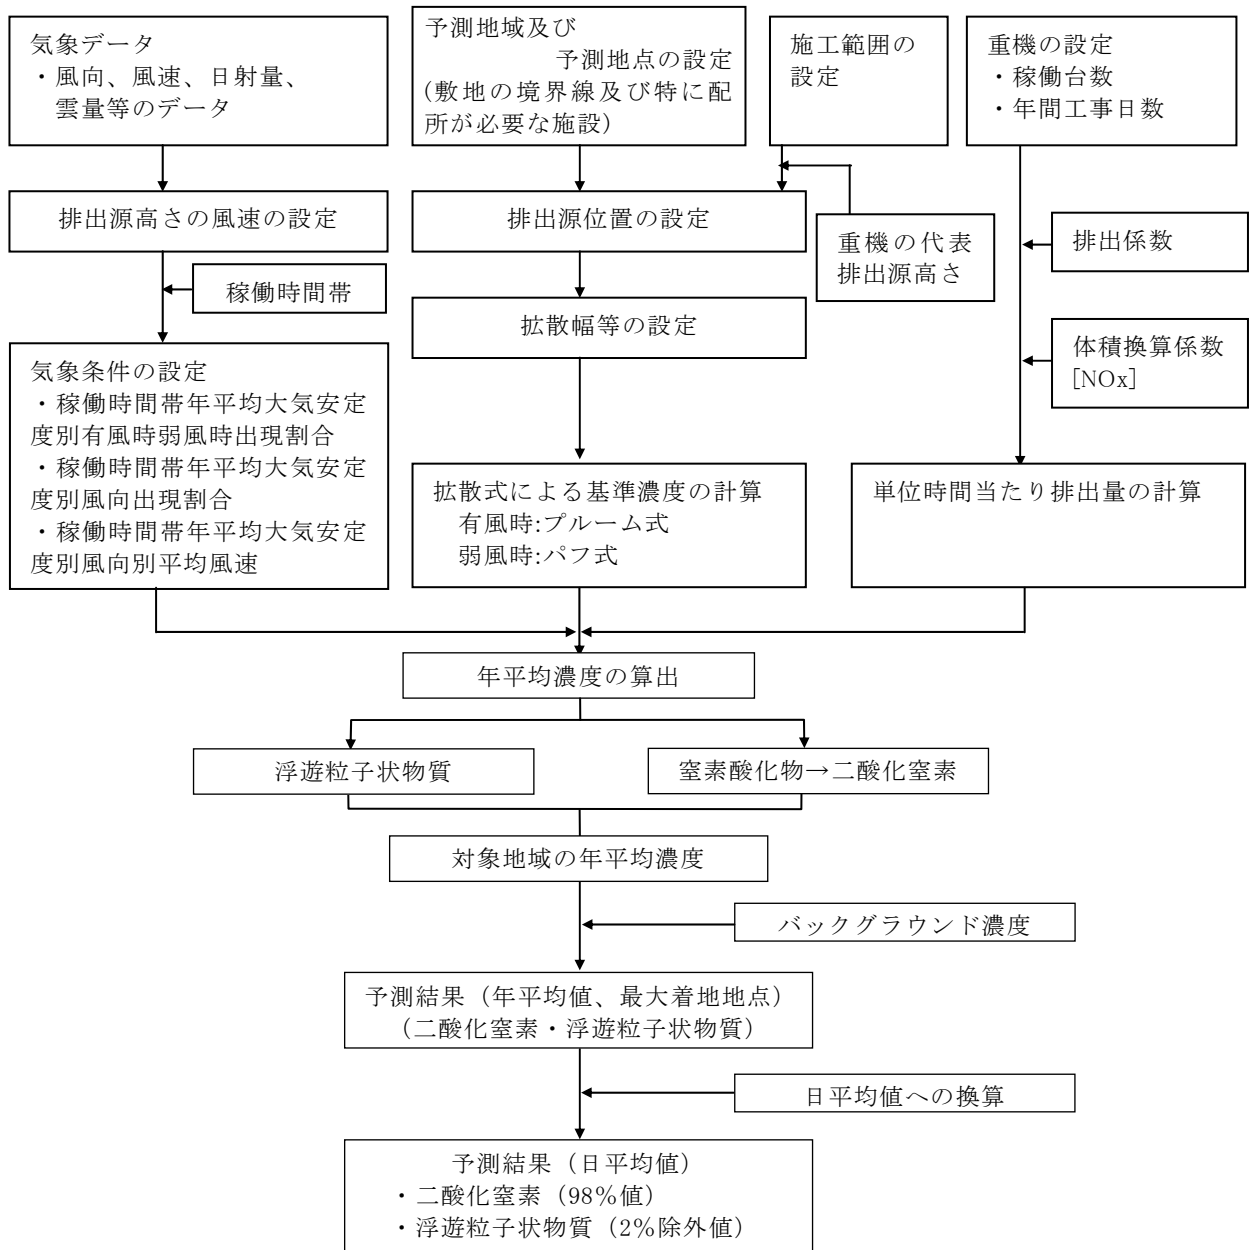 気象データ
・風向、風速、日射量、
雲量等のデータ
予測地域及び
予測地点の設定
(敷地の境界線及び特に配
所が必要な施設)
施工範囲の
設定
重機の設定
・稼働台数
・年間工事日数
排出源高さの風速の設定
排出源位置の設定
重機の代表
排出源高さ
排出係数
稼働時間帯
拡散幅等の設定
体積換算係数
[NOx]
気象条件の設定
・稼働時間帯年平均大気安定
度別有風時弱風時出現割合
・稼働時間帯年平均大気安定
度別風向出現割合
・稼働時間帯年平均大気安定
度別風向別平均風速
拡散式による基準濃度の計算
有風時:プルーム式
弱風時:パフ式
単位時間当たり排出量の計算
年平均濃度の算出
浮遊粒子状物質
窒素酸化物→二酸化窒素
対象地域の年平均濃度
バックグラウンド濃度
予測結果（年平均値、最大着地地点）
（二酸化窒素・浮遊粒子状物質）
日平均値への換算
予測結果（日平均値）
・二酸化窒素（98%値）
・浮遊粒子状物質（2%除外値）